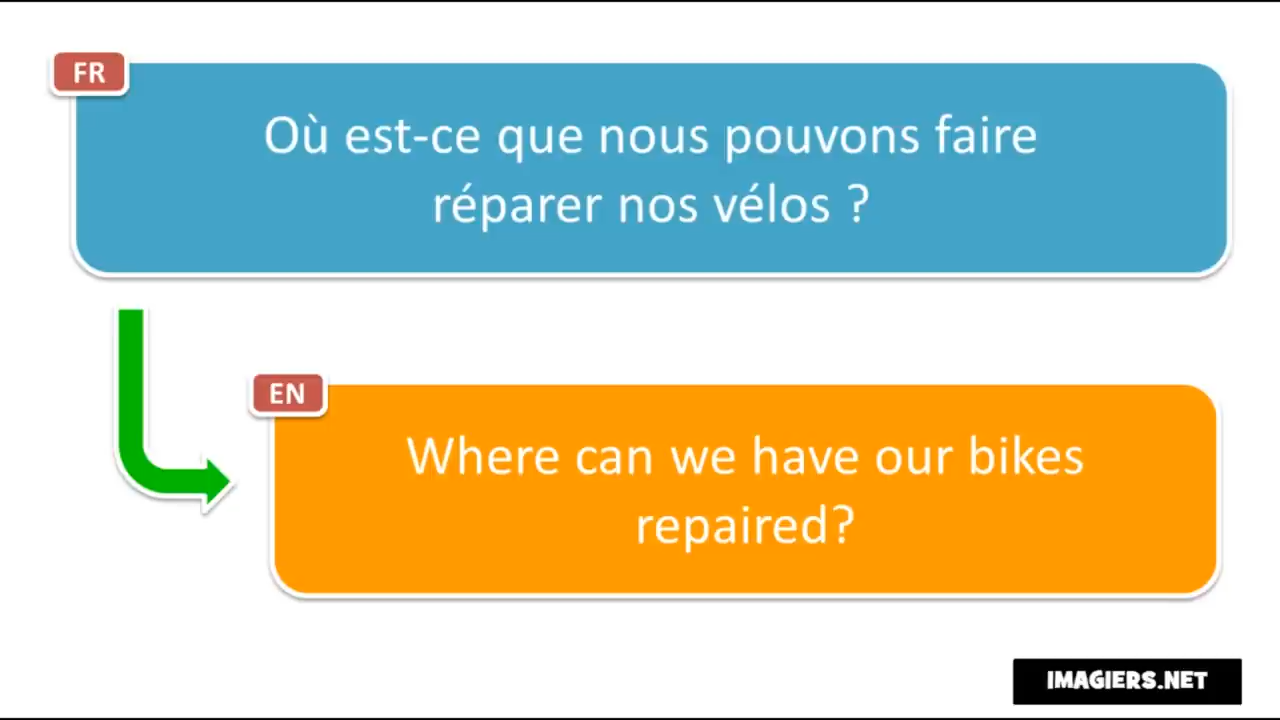 FR
Où est-ce que nous pouvons faire
réparer nos vélos ?
EN
Where can we have our bikes
repaired?
IMAGIERS.NET